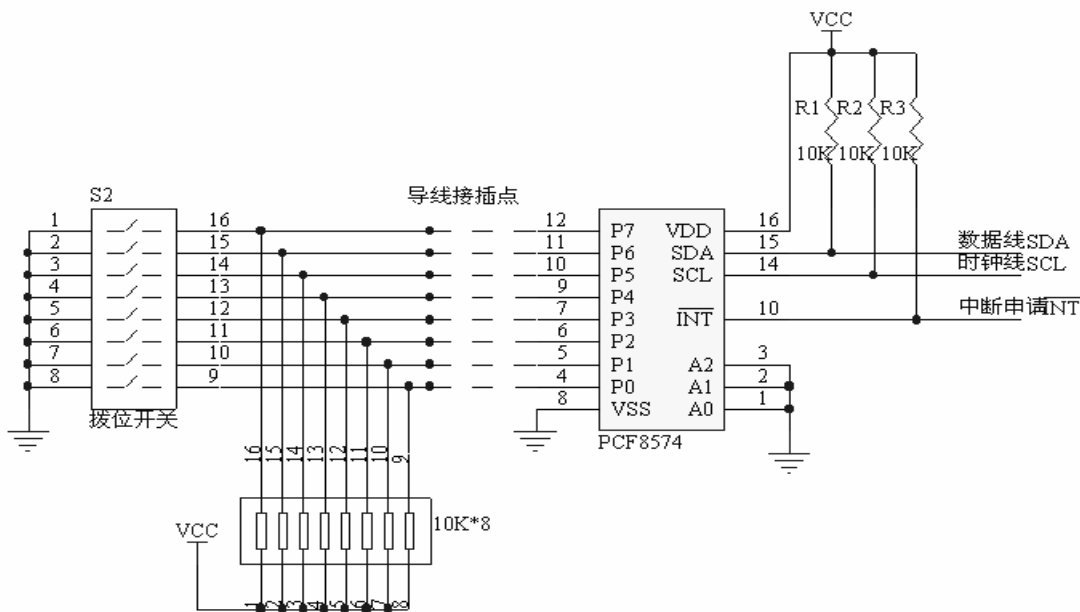 VCC
R1 R2 R3
10K 10K 10K
S2
导线接插点
1 16 12 P7 VDD 16
2 15 11 P6 SDA 15 数据线SDA
3 14 10 P5 SCL 14 时钟线SCL
4 13 9 P4
5 12 7 P3 INT 10 中断申请INT
6 11 6 P2
7 10 5 P1 A2 3
8 9 4 P0 A1 2
8 VSS A0 1
拨位开关
PCF8574
16 15 14 13 12 11 10 9
10K*8
VCC
1 2 3 4 5 6 7 8